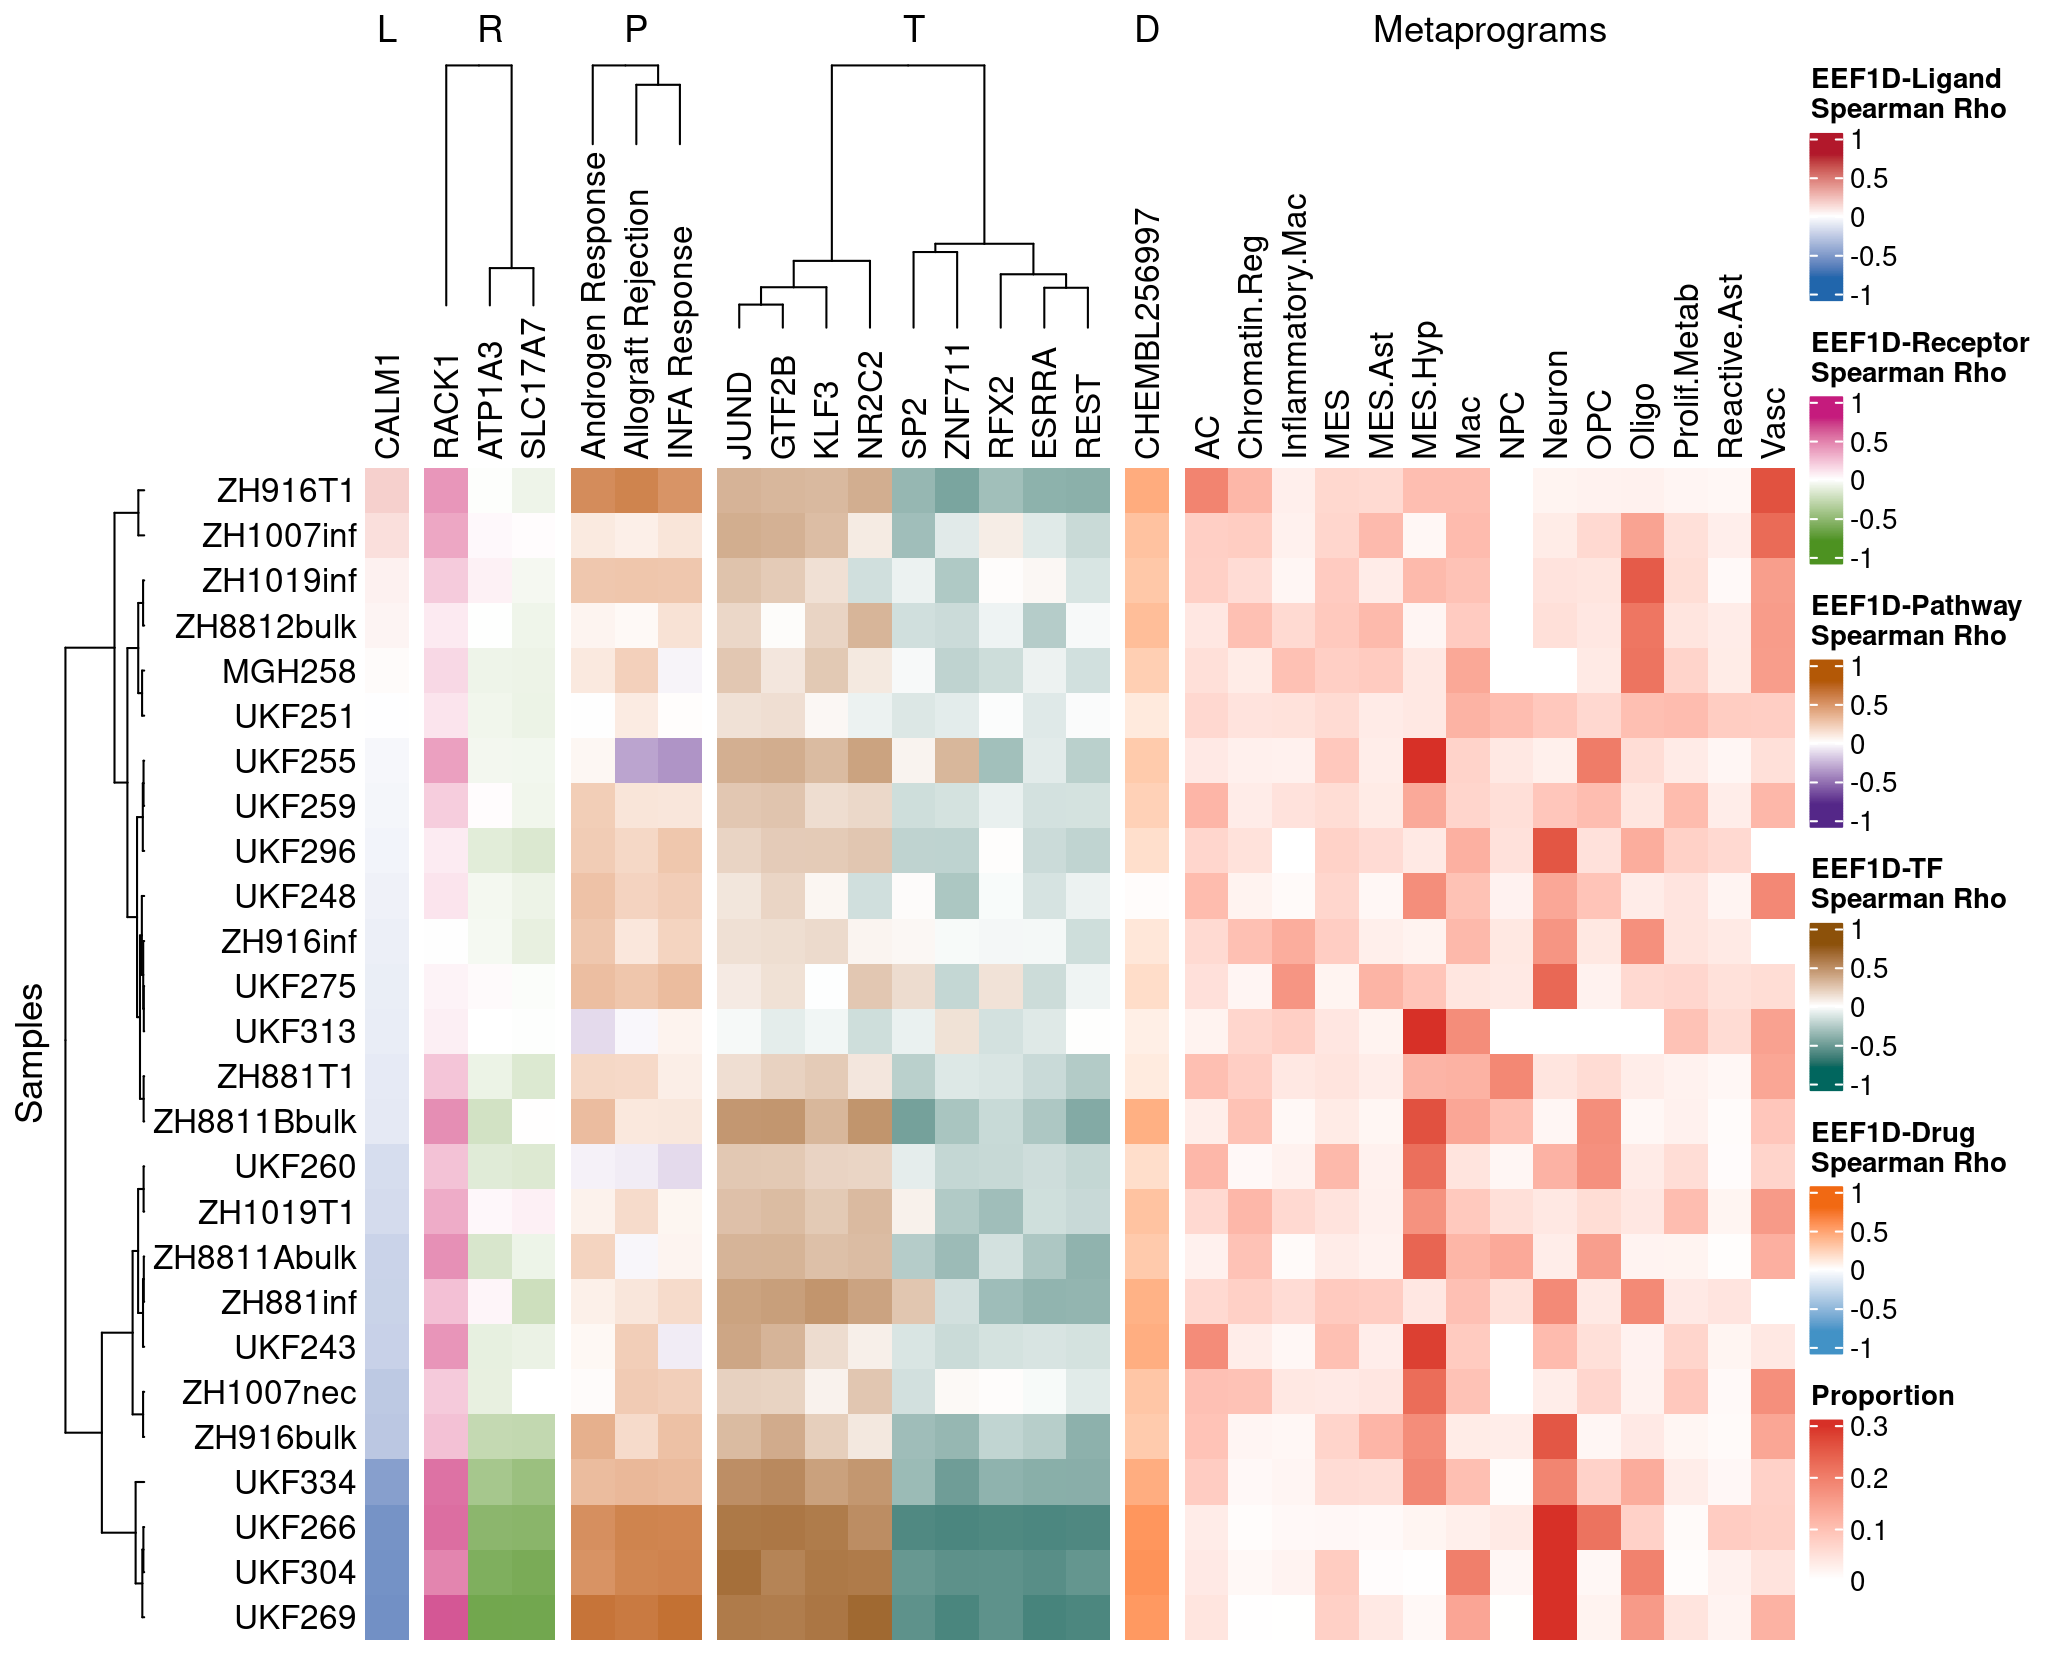 L R P T D Metaprograms
CALM1
RACK1
ATP1A3
SLC17A7
Androgen Response
Allograft Rejection
INFA Response
JUND
GTF2B
KLF3
NR2C2
SP2
ZNF711
RFX2
ESRRA
REST
CHEMBL256997
AC
Chromatin.Reg
Inflammatory.Mac
MES
MES.Ast
MES.Hyp
Mac
NPC
Neuron
OPC
Oligo
Prolif.Metab
Reactive.Ast
Vasc
Samples
ZH916T1
ZH1007inf
ZH1019inf
ZH8812bulk
MGH258
UKF251
UKF255
UKF259
UKF296
UKF248
ZH916inf
UKF275
UKF313
ZH881T1
ZH8811Bbulk
UKF260
ZH1019T1
ZH8811Abulk
ZH881inf
UKF243
ZH1007nec
ZH916bulk
UKF334
UKF266
UKF304
UKF269
EEF1D-Ligand
Spearman Rho
1
0.5
0
-0.5
-1
EEF1D-Receptor
Spearman Rho
1
0.5
0
-0.5
-1
EEF1D-Pathway
Spearman Rho
1
0.5
0
-0.5
-1
EEF1D-TF
Spearman Rho
1
0.5
0
-0.5
-1
EEF1D-Drug
Spearman Rho
1
0.5
0
-0.5
-1
Proportion
0.3
0.2
0.1
0